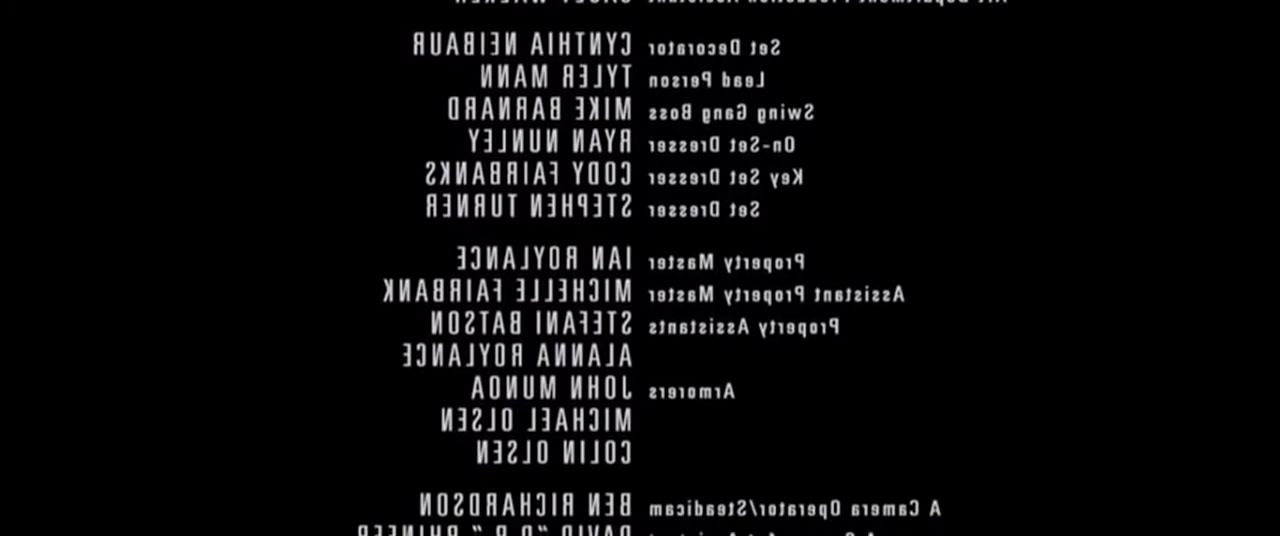 Set Decorator CYNTHIA NEIBAUR
Lead Person TYLER MANN
Swing Gang Boss MIKE BARNARD
On-Set Dresser RYAN NUNLEY
Key Set Dresser CODY FAIRBANKS
Set Dresser STEPHEN TURNER
Property Master IAN ROYLANCE
Assistant Property Master MICHELLE FAIRBANK
Property Assistants STEFANI BATSON
ALANNA ROYLANCE
Armorers JOHN MUNOA
MICHAEL OLSEN
COLIN OLSEN
A Camera Operator/Steadicam BEN RICHARDSON